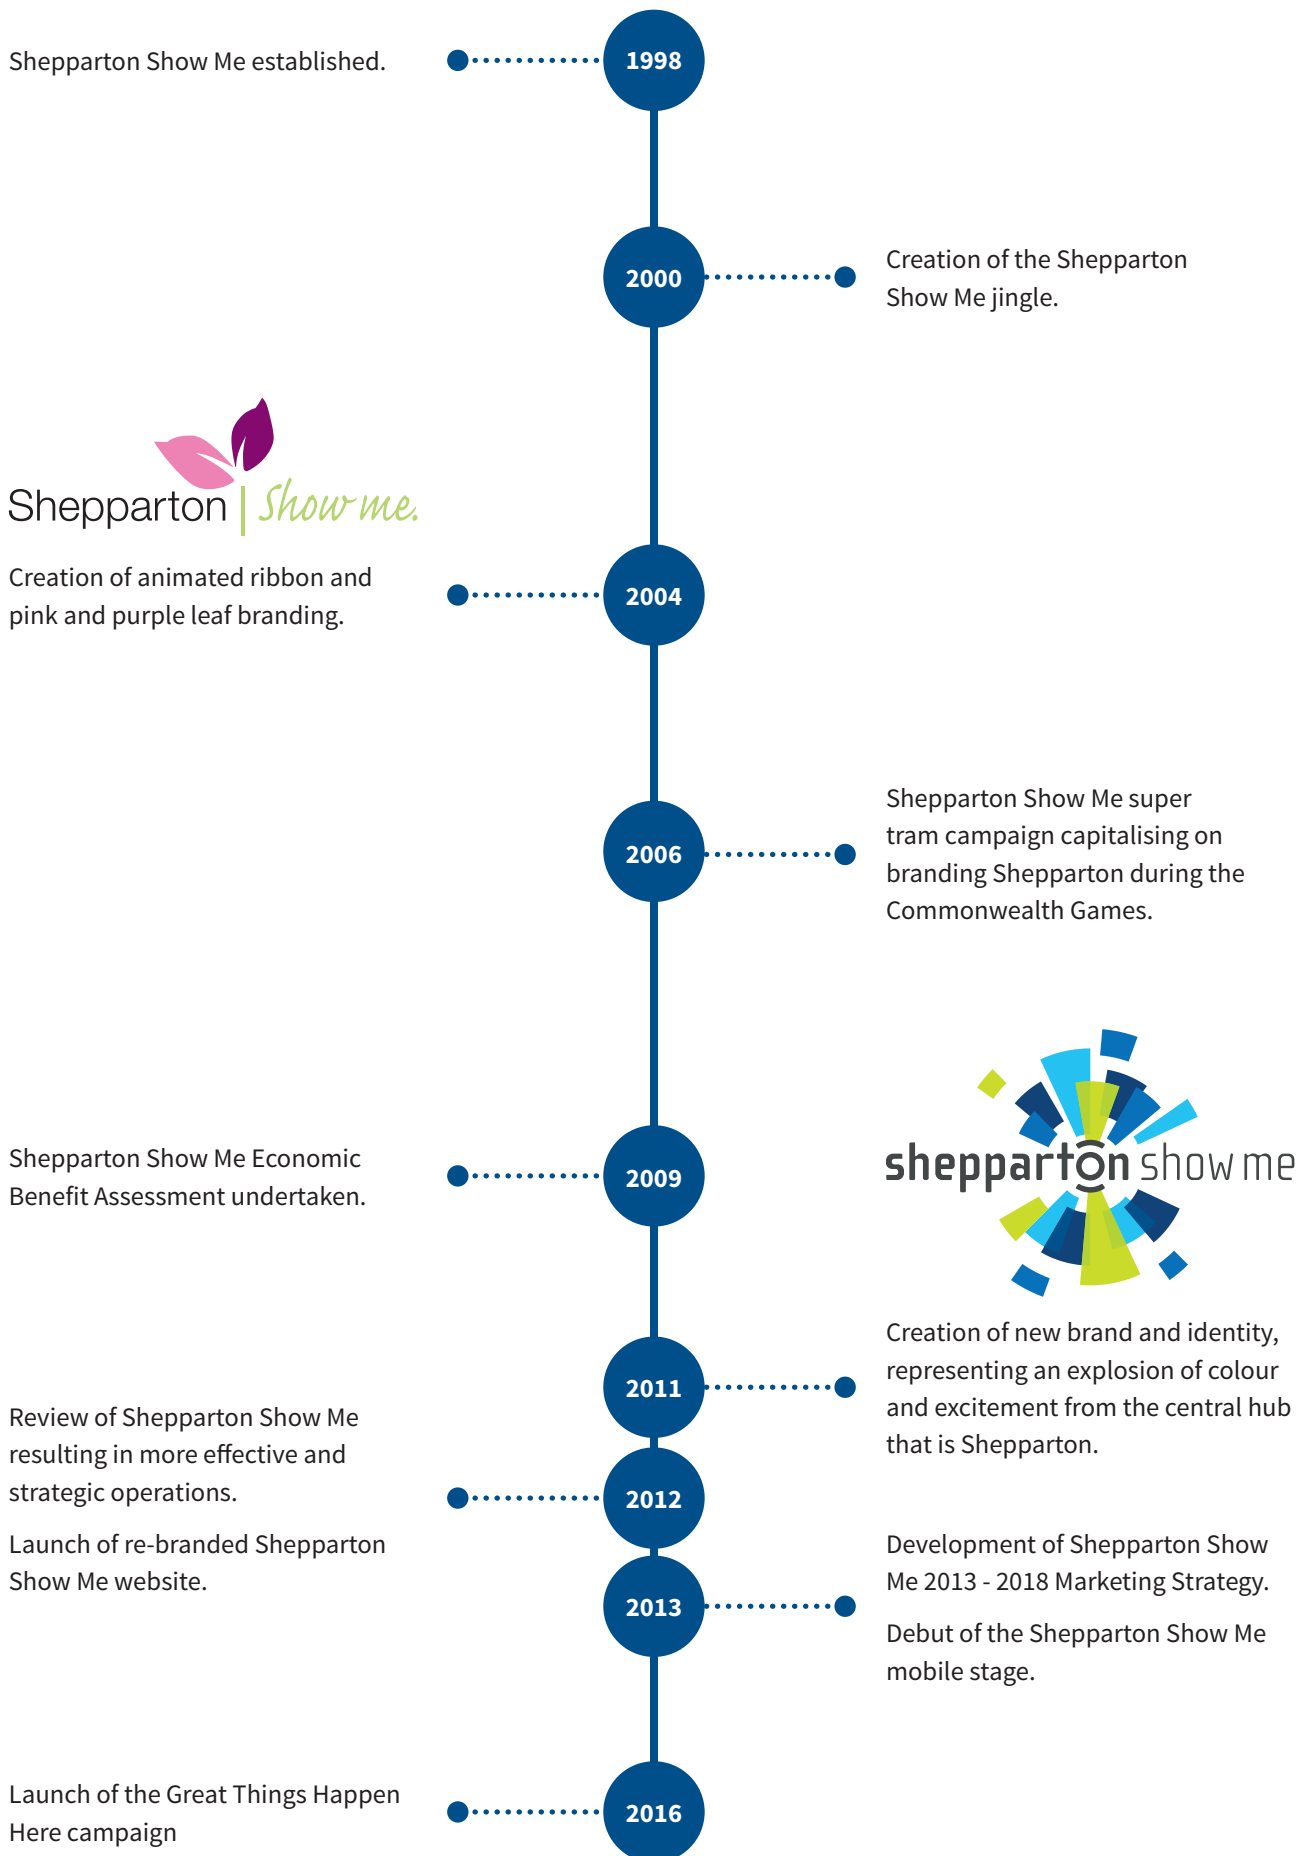 Shepparton Show Me established.
1998
2000
Creation of the Shepparton
Show Me jingle.
Shepparton Show me.
Creation of animated ribbon and
pink and purple leaf branding.
2004
2006
Shepparton Show Me super
tram campaign capitalising on
branding Shepparton during the
Commonwealth Games.
Shepparton Show Me Economic
Benefit Assessment undertaken.
2009
shepparton show me
2011
Creation of new brand and identity,
representing an explosion of colour
and excitement from the central hub
that is Shepparton.
Review of Shepparton Show Me
resulting in more effective and
strategic operations.
Launch of re-branded Shepparton
Show Me website.
2012
2013
Development of Shepparton Show
Me 2013 - 2018 Marketing Strategy.
Debut of the Shepparton Show Me
mobile stage.
Launch of the Great Things Happen
Here campaign
2016